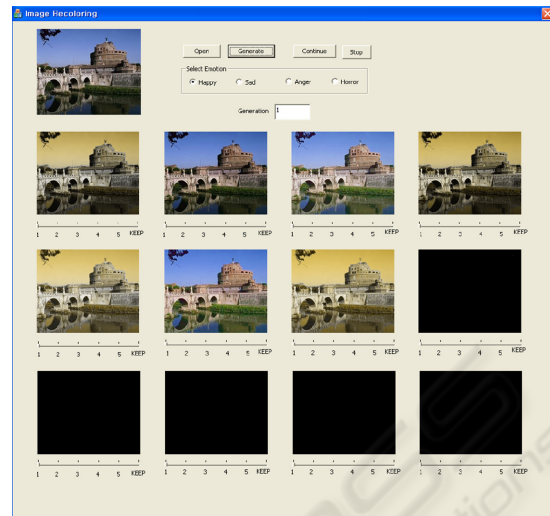 Image Recoloring
Open Generate Continue Stop
Select Emotion
Happy Sad Anger Horror
Generation 1
1 2 3 4 5 KEEP 1 2 3 4 5 KEEP 1 2 3 4 5 KEEP 1 2 3 4 5 KEEP
1 2 3 4 5 KEEP 1 2 3 4 5 KEEP 1 2 3 4 5 KEEP 1 2 3 4 5 KEEP
1 2 3 4 5 KEEP 1 2 3 4 5 KEEP 1 2 3 4 5 KEEP 1 2 3 4 5 KEEP